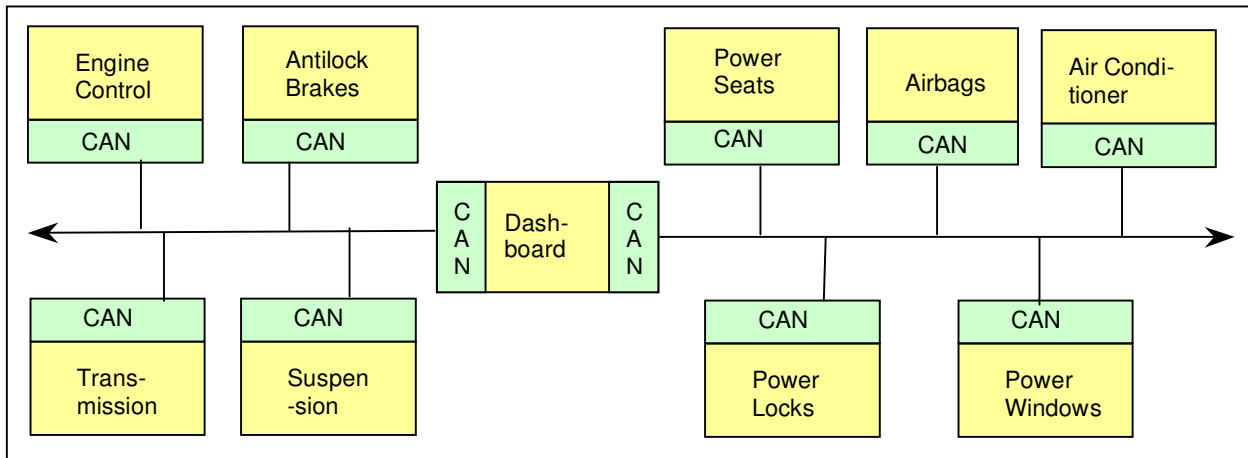 Engine
Control
CAN
Antilock
Brakes
CAN
Power
Seats
CAN
Airbags
CAN
Air Condi-
tioner
CAN
C
A
N
Dash-
board
C
A
N
CAN
Trans-
mission
CAN
Suspen
-sion
CAN
Power
Locks
CAN
Power
Windows